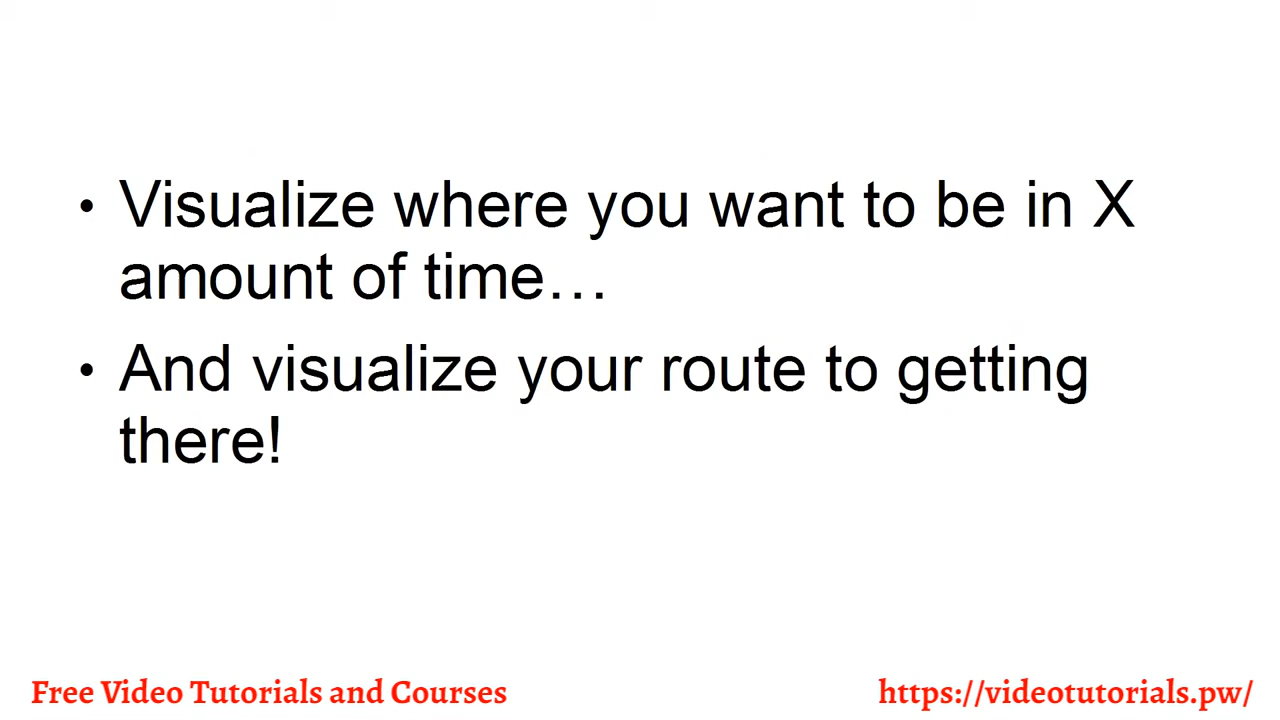 • Visualize where you want to be in X
amount of time…
• And visualize your route to getting
there!
Free Video Tutorials and Courses
https://videotutorials.pw/